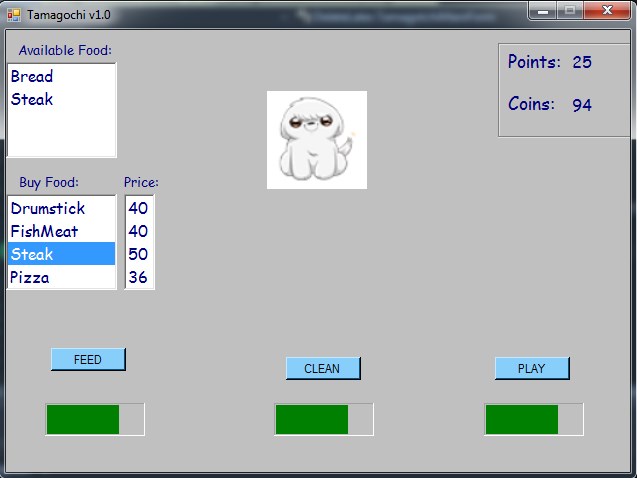 Tamagochi v1.0
Available Food:
Bread
Steak
Points: 25
Coins: 94
Buy Food: Price:
Drumstick 40
FishMeat 40
Steak 50
Pizza 36
FEED
CLEAN
PLAY